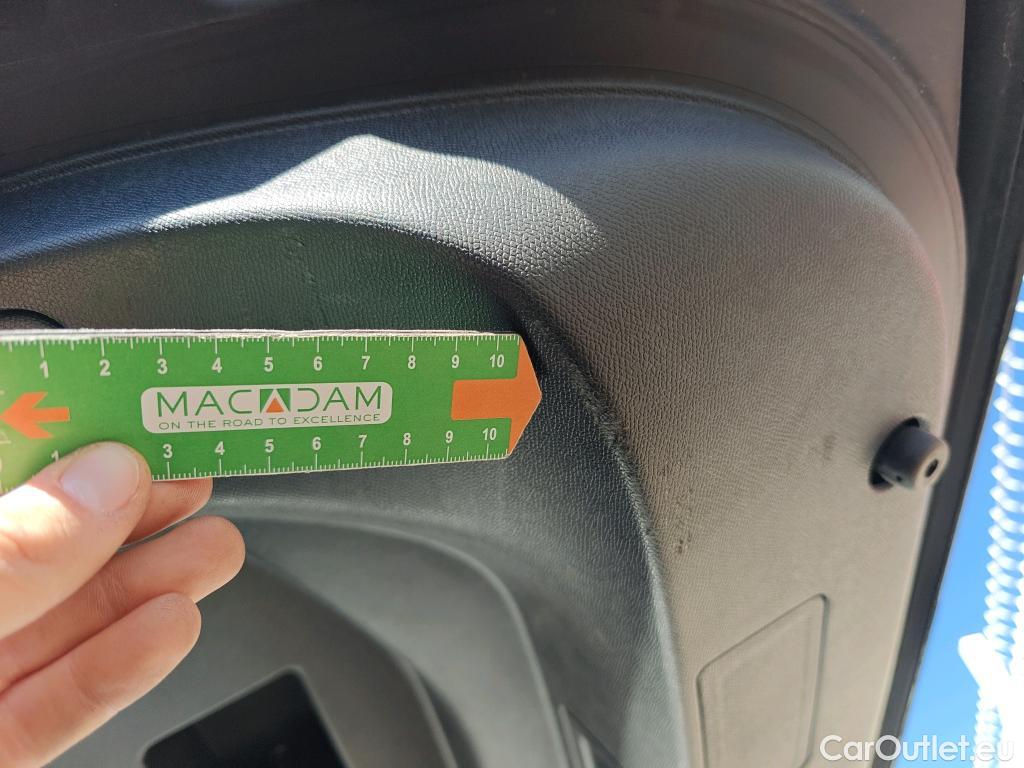 1 2 3 4 5 6 7 8 9 10
MACADAM
ON THE ROAD TO EXCELLENCE
1 3 4 5 6 7 8 9 10
CarOutlet.eu